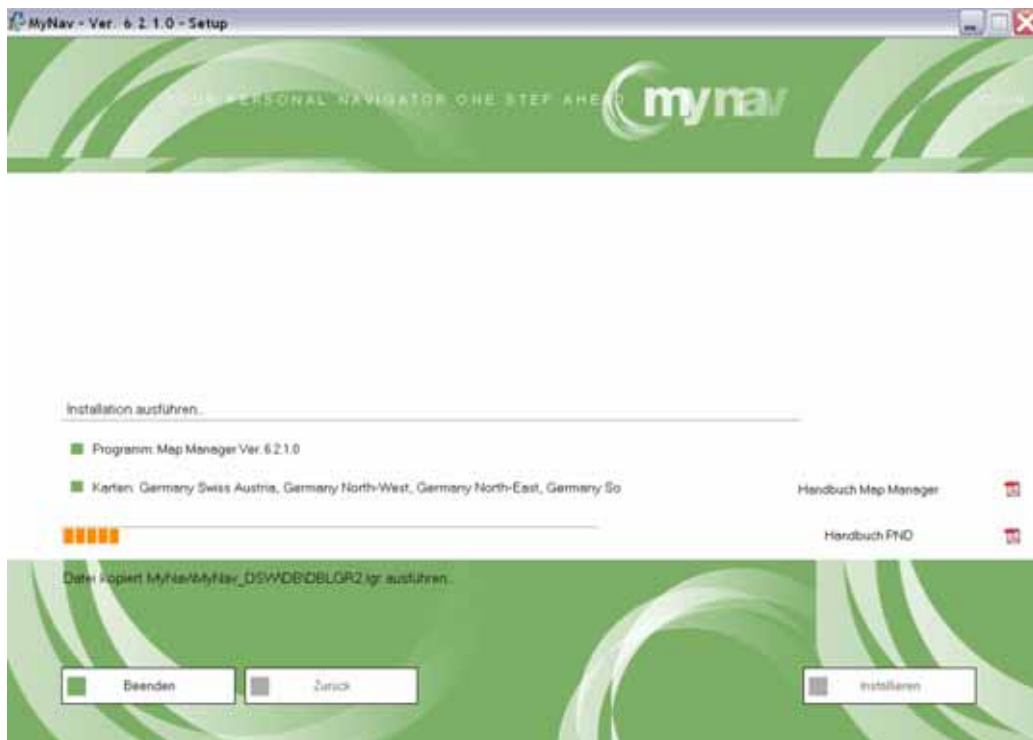 MyNav - Ver. 6.2.1.0 - Setup
YOUR PERSONAL NAVIGATOR ONE STEP AHEAD
mynav
Installation ausführen..
Programm: Map Manager Ver. 6.2.1.0
Karten: Germany Swiss Austria, Germany North-West, Germany North-East, Germany So
Handbuch Map Manager
Handbuch PND
Datei kopiert MyNav\MyNav_DSW\DB\DBLGR2.lgr ausführen..
Beenden
Zurück
Installieren